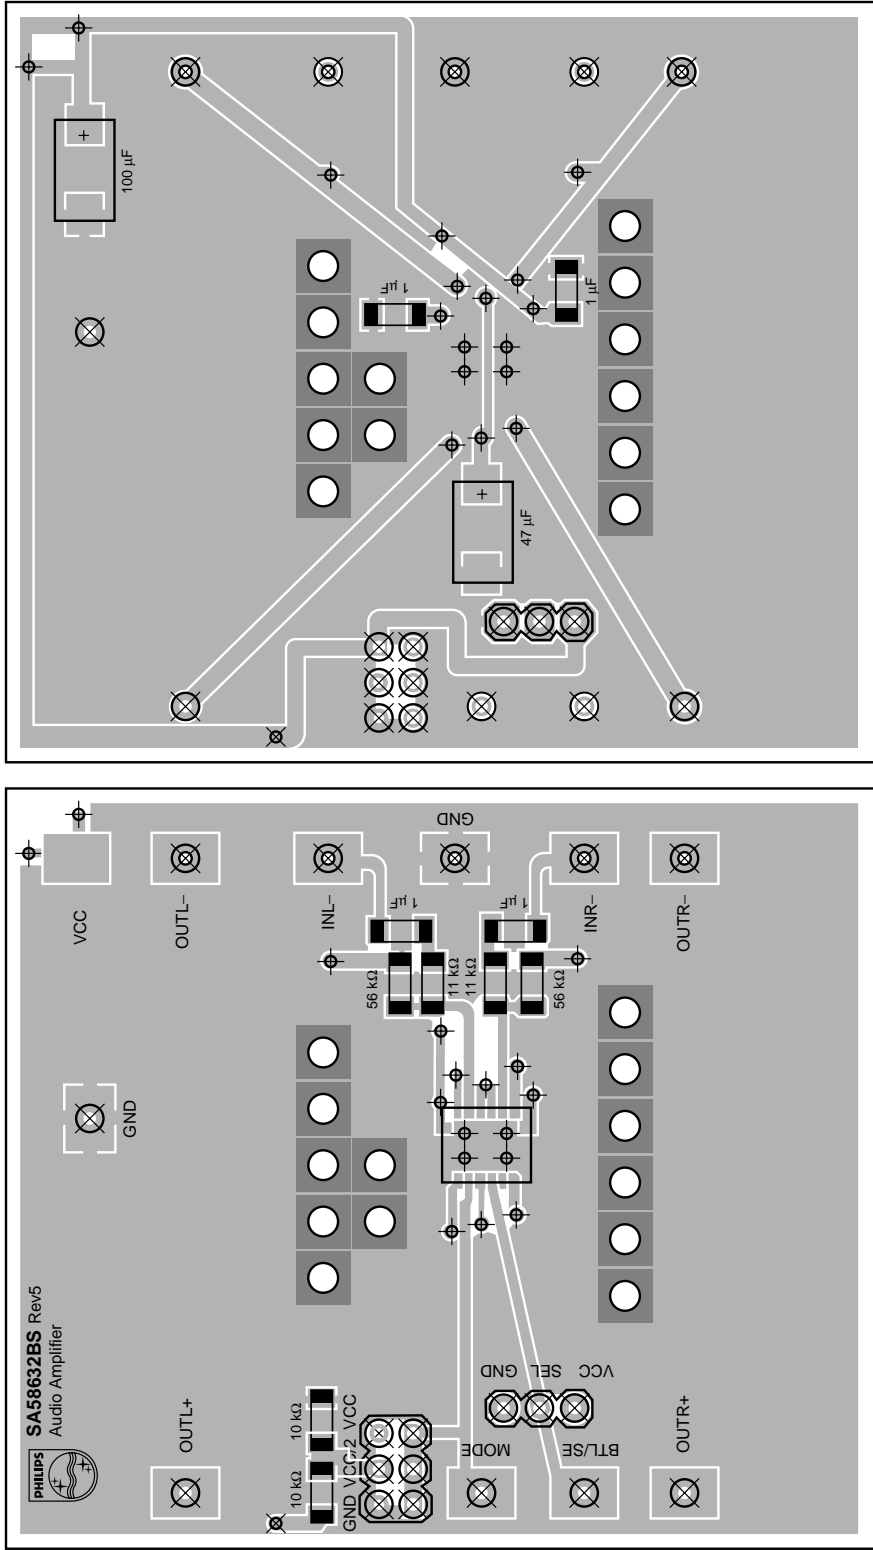 +
100 µF
1 µF
1 µF
+
47 µF
VCC
OUTL−
INL−
GND
INR−
OUTR−
1 µF
1 µF
56 kΩ
11 kΩ
11 kΩ
56 kΩ
GND
SA58632BS Rev5
Audio Amplifier
PHILIPS
OUTL+
10 kΩ
10 kΩ
GND VCC/2 VCC
MODE
GND
SEL
VCC
BTL/SE
OUTR+